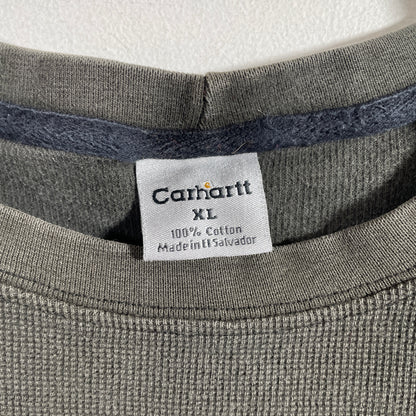 Carhartt
XL
100% Cotton
Made in El Salvador